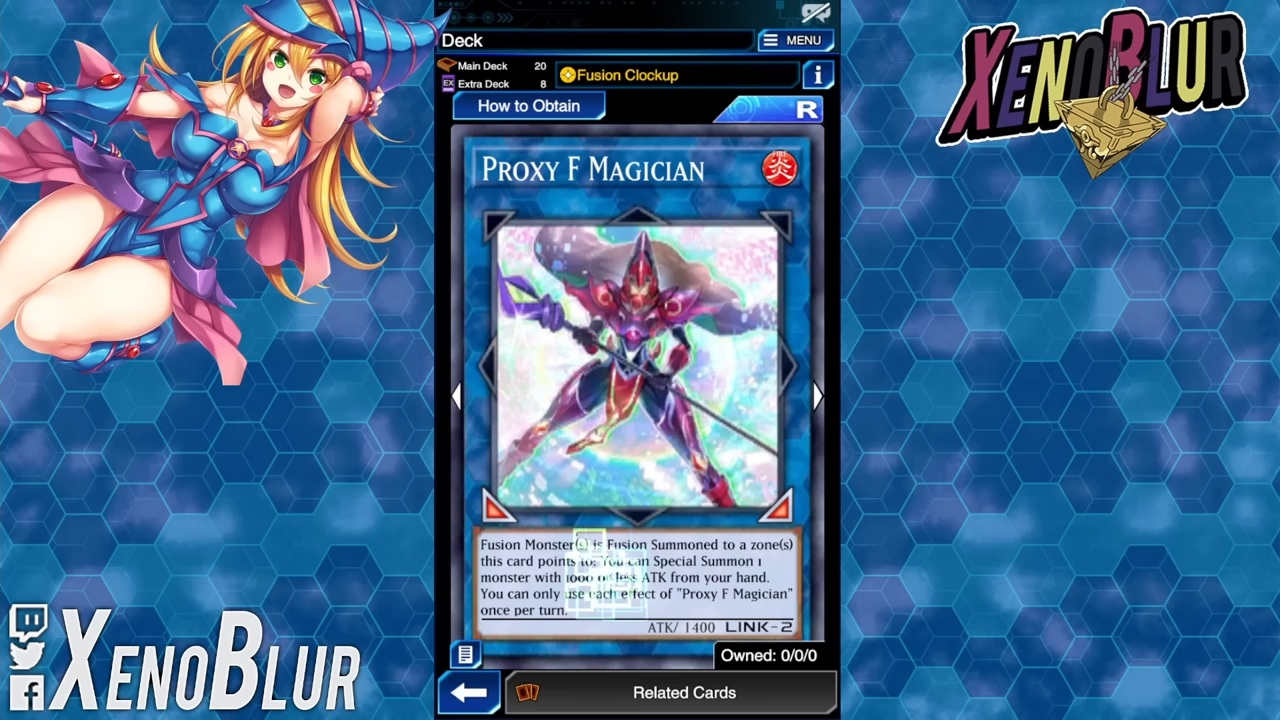 Deck
MENU
Main Deck 20
EX Extra Deck 8
Fusion Clockup
i
How to Obtain
R
XENOBLUR
PROXY F MAGICIAN
FIRE
炎
Fusion Monster(s) is Fusion Summoned to a zone(s)
this card points to: You can Special Summon 1
monster with 1000 or less ATK from your hand.
You can only use each effect of "Proxy F Magician"
once per turn.
ATK/ 1400 LINK-2
Owned: 0/0/0
Related Cards
XENOBLUR